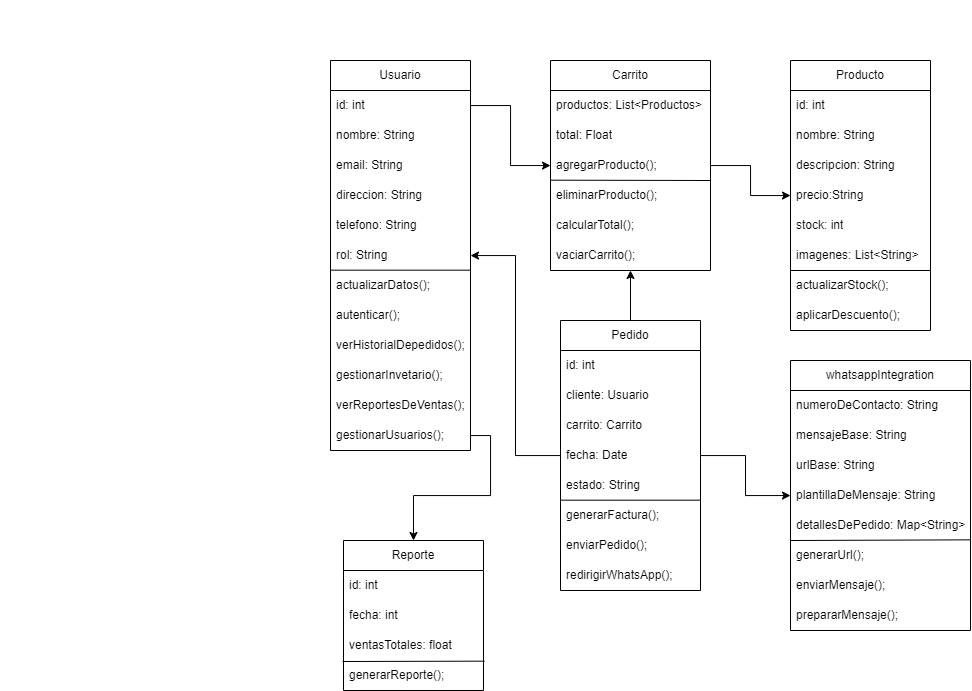 Usuario
id: int
nombre: String
email: String
direccion: String
telefono: String
rol: String
actualizarDatos();
autenticar();
verHistorialDepedidos();
gestionarInvetario();
verReportesDeVentas();
gestionarUsuarios();
Carrito
productos: List<Productos>
total: Float
agregarProducto();
eliminarProducto();
calcularTotal();
vaciarCarrito();
Producto
id: int
nombre: String
descripcion: String
precio:String
stock: int
imagenes: List<String>
actualizarStock();
aplicarDescuento();
Pedido
id: int
cliente: Usuario
carrito: Carrito
fecha: Date
estado: String
generarFactura();
enviarPedido();
redirigirWhatsApp();
whatsappIntegration
numeroDeContacto: String
mensajeBase: String
urlBase: String
plantillaDeMensaje: String
detallesDePedido: Map<String>
generarUrl();
enviarMensaje();
prepararMensaje();
Reporte
id: int
fecha: int
ventasTotales: float
generarReporte();